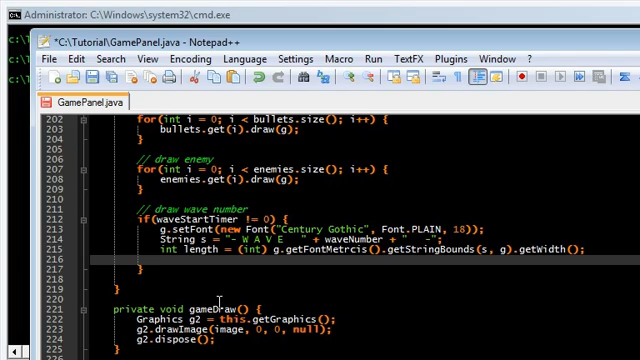 Administrator: C:\Windows\system32\cmd.exe
*C:\Tutorial\GamePanel.java - Notepad++
File Edit Search View Encoding Language Settings Macro Run TextFX Plugins Window ?
GamePanel.java
202 for(int i = 0; i < bullets.size(); i++) {
203 bullets.get(i).draw(g);
204 }
205
206 // draw enemy
207 for(int i = 0; i < enemies.size(); i++) {
208 enemies.get(i).draw(g);
209 }
210
211 // draw wave number
212 if(waveStartTimer != 0) {
213 g.setFont(new Font("Century Gothic", Font.PLAIN, 18));
214 String s = "- W A V E   " + waveNumber + "   -";
215 int length = (int) g.getFontMetrcis().getStringBounds(s, g).getWidth();
216
217 }
218
219 }
220
221 private void gameDraw() {
222 Graphics g2 = this.getGraphics();
223 g2.drawImage(image, 0, 0, null);
224 g2.dispose();
225 }